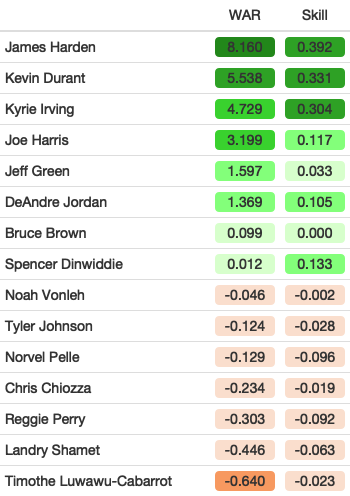 WAR Skill
James Harden 8.160 0.392
Kevin Durant 5.538 0.331
Kyrie Irving 4.729 0.304
Joe Harris 3.199 0.117
Jeff Green 1.597 0.033
DeAndre Jordan 1.369 0.105
Bruce Brown 0.099 0.000
Spencer Dinwiddie 0.012 0.133
Noah Vonleh -0.046 -0.002
Tyler Johnson -0.124 -0.028
Norvel Pelle -0.129 -0.096
Chris Chiozza -0.234 -0.019
Reggie Perry -0.303 -0.092
Landry Shamet -0.446 -0.063
Timothe Luwawu-Cabarrot -0.640 -0.023